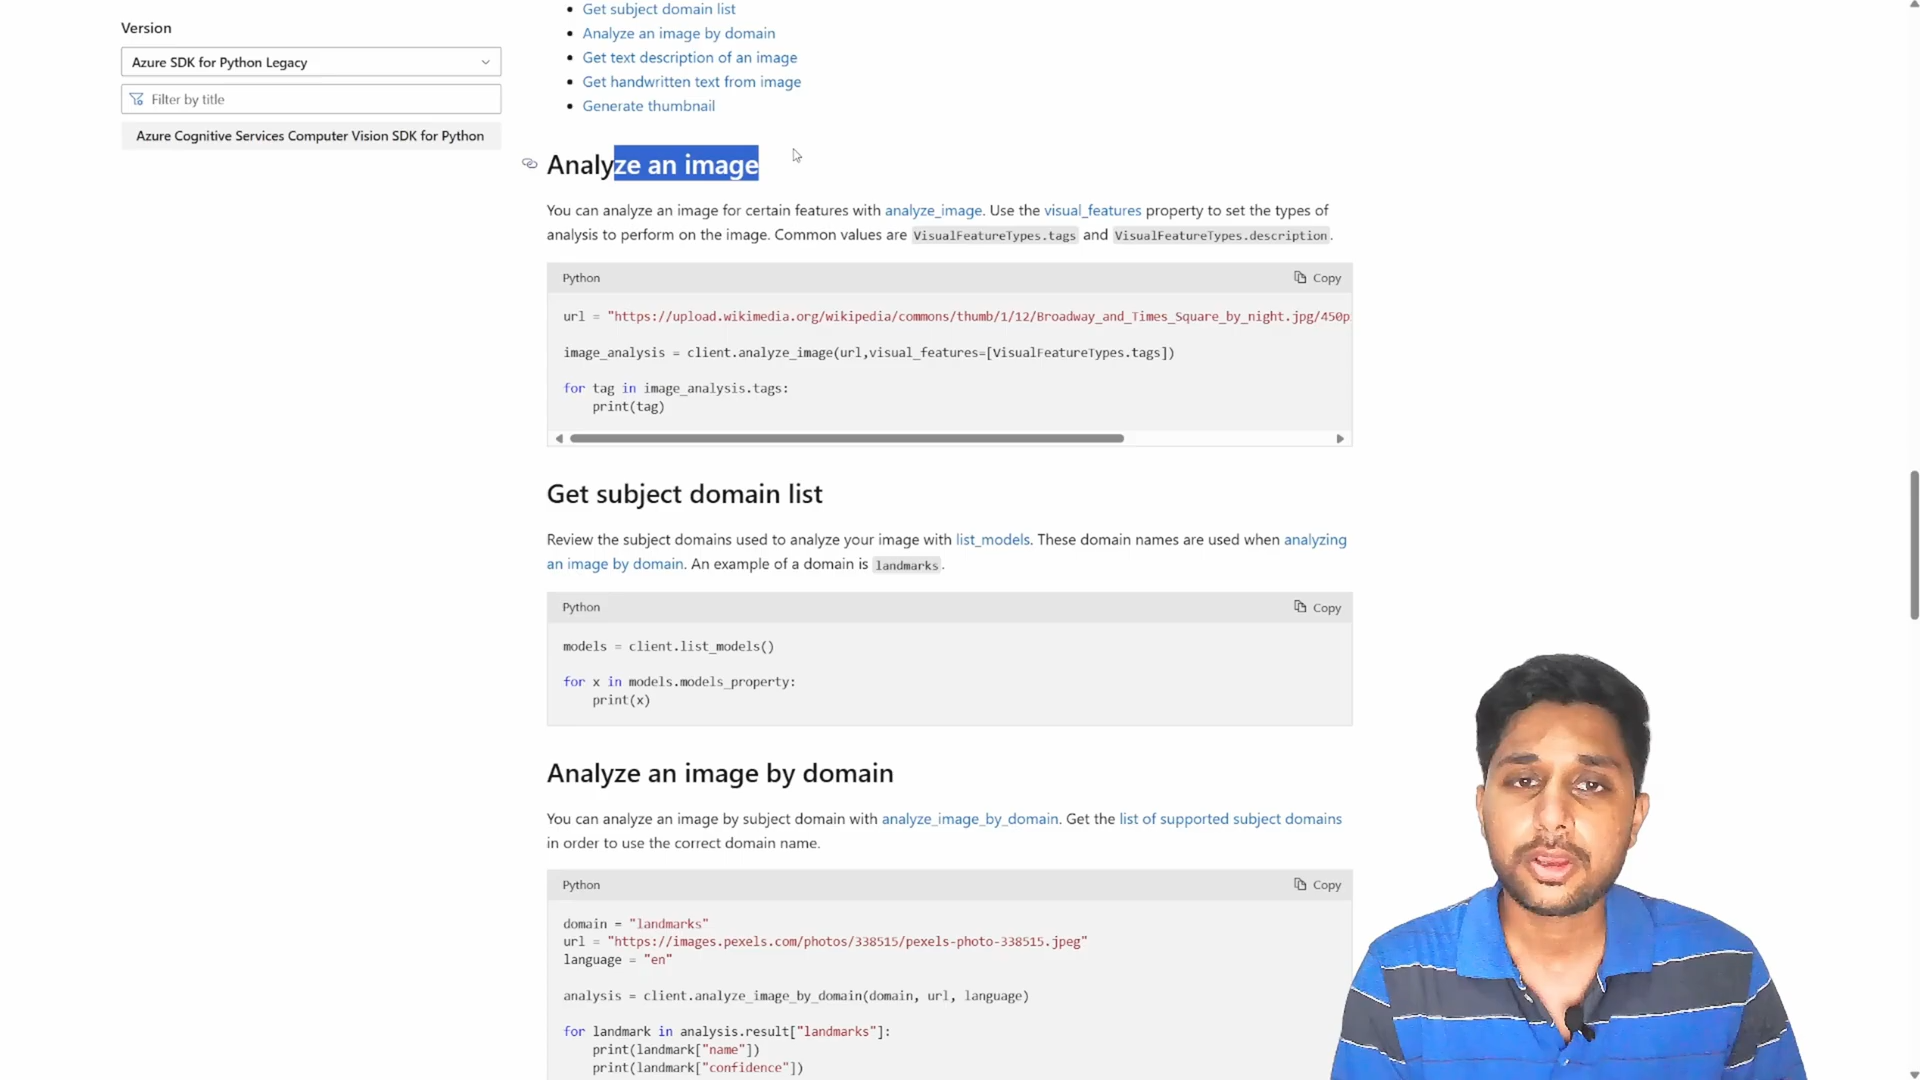 Version
Azure SDK for Python Legacy
Filter by title
Azure Cognitive Services Computer Vision SDK for Python
Get subject domain list
Analyze an image by domain
Get text description of an image
Get handwritten text from image
Generate thumbnail
Analyze an image
You can analyze an image for certain features with analyze_image. Use the visual_features property to set the types of
analysis to perform on the image. Common values are VisualFeatureTypes.tags and VisualFeatureTypes.description.
Python
Copy
url = "https://upload.wikimedia.org/wikipedia/commons/thumb/1/12/Broadway_and_Times_Square_by_night.jpg/450p
image_analysis = client.analyze_image(url,visual_features=[VisualFeatureTypes.tags])
for tag in image_analysis.tags:
print(tag)
Get subject domain list
Review the subject domains used to analyze your image with list_models. These domain names are used when analyzing
an image by domain. An example of a domain is landmarks.
Python
Copy
models = client.list_models()
for x in models.models_property:
print(x)
Analyze an image by domain
You can analyze an image by subject domain with analyze_image_by_domain. Get the list of supported subject domains
in order to use the correct domain name.
Python
Copy
domain = "landmarks"
url = "https://images.pexels.com/photos/338515/pexels-photo-338515.jpeg"
language = "en"
analysis = client.analyze_image_by_domain(domain, url, language)
for landmark in analysis.result["landmarks"]:
print(landmark["name"])
print(landmark["confidence"])